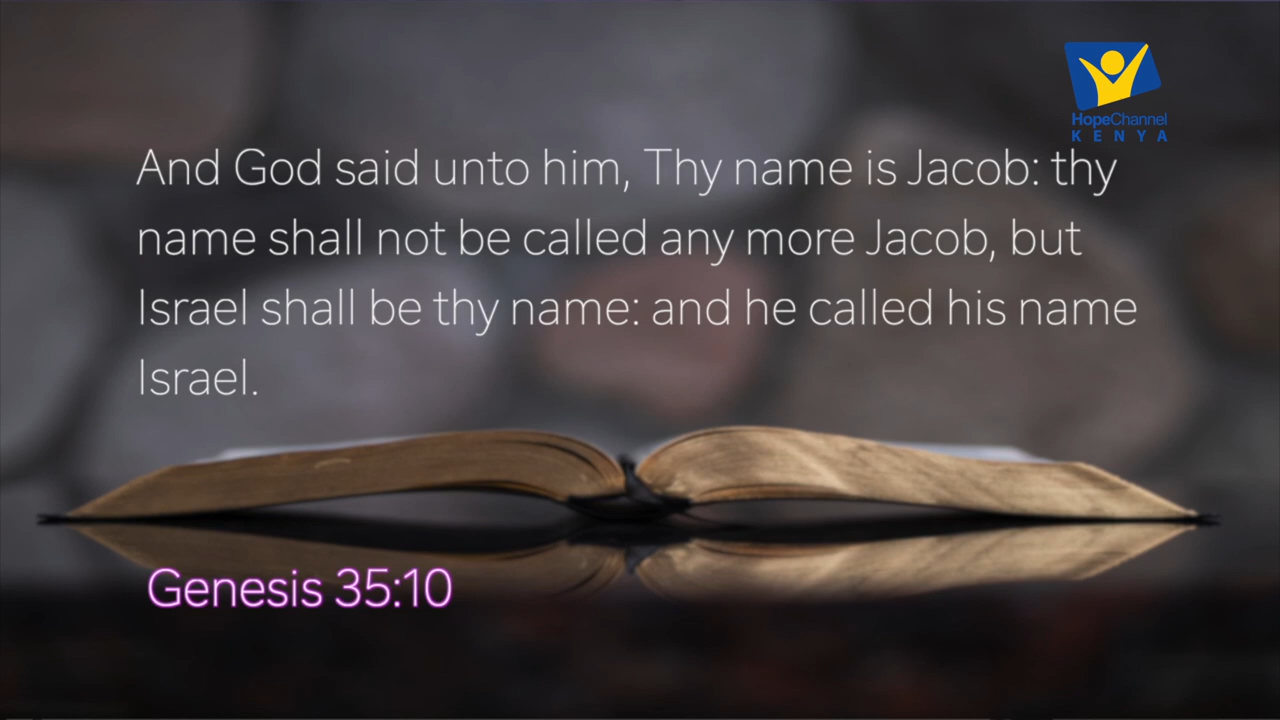 HopeChannel
KENYA
And God said unto him, Thy name is Jacob: thy
name shall not be called any more Jacob, but
Israel shall be thy name: and he called his name
Israel.
Genesis 35:10